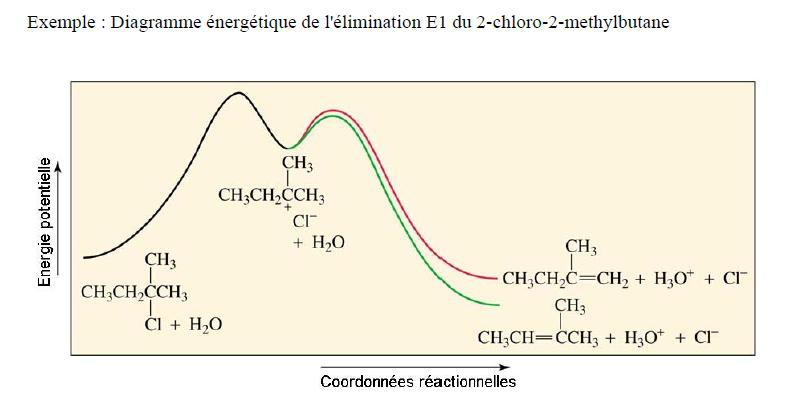 Exemple : Diagramme énergétique de l'élimination E1 du 2-chloro-2-methylbutane
Energie potentielle
CH₃
CH₃CH₂CCH₃
Cl + H₂O
CH₃
CH₃CH₂CCH₃
+
Cl⁻
+ H₂O
CH₃
CH₃CH₂C=CH₂ + H₃O⁺ + Cl⁻
CH₃
CH₃CH=CCH₃ + H₃O⁺ + Cl⁻
Coordonnées réactionnelles